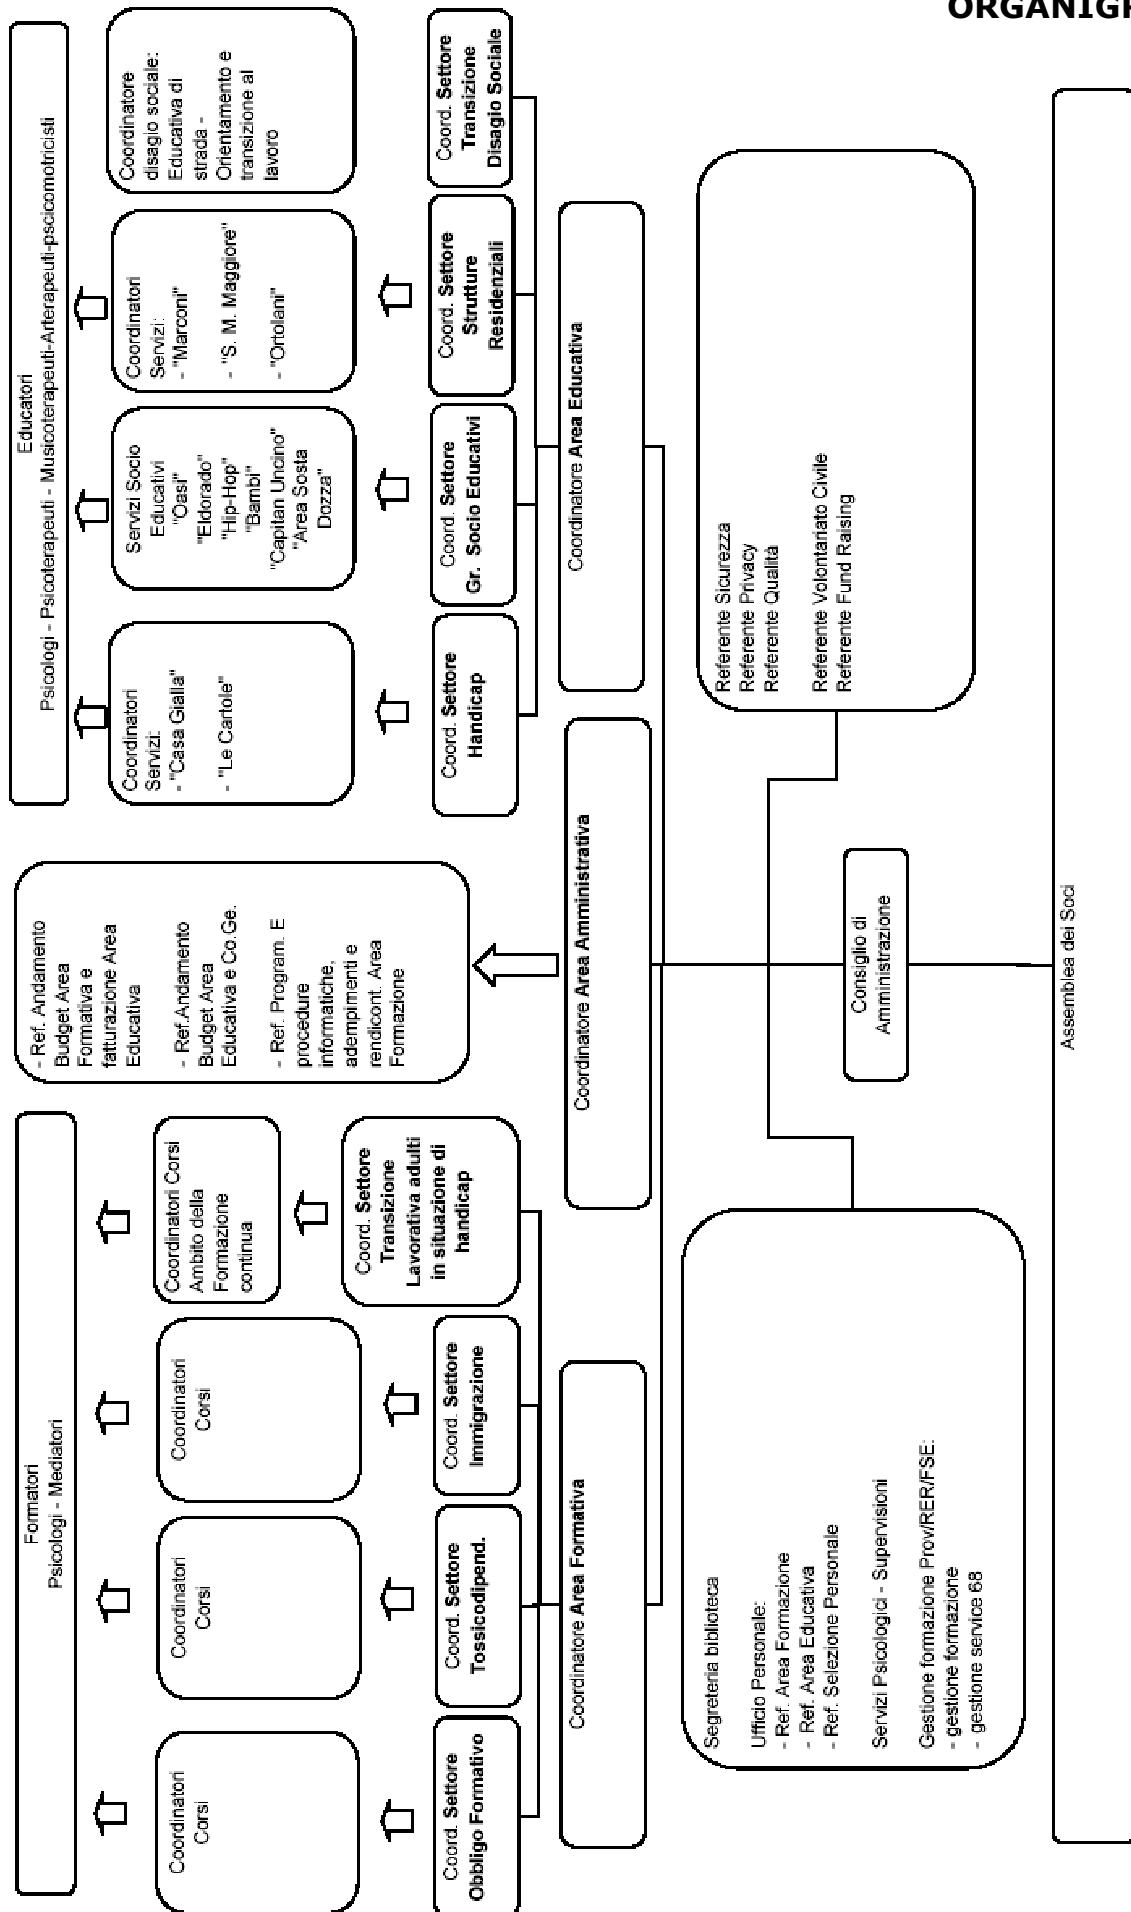 ORGANIGR
Educatori
Psicologi - Psicoterapeuti - Musicoterapeuti-Arterapeuti-pscicomotricisti
Coordinatore
disagio sociale:
Educativa di
strada -
Orientamento e
transizione al
lavoro
Coordinatori
Servizi:
- "Marconi"
- "S. M. Maggiore"
- "Ortolani"
Servizi Socio
Educativi
"Oasi"
"Eldorado"
"Hip-Hop"
"Bambi"
"Capitan Uncino"
"Area Sosta
Dozza"
Coordinatori
Servizi:
- "Casa Gialla"
- "Le Cartole"
Coord. Settore
Transizione
Disagio Sociale
Coord. Settore
Strutture
Residenziali
Coord. Settore
Gr. Socio Educativi
Coord. Settore
Handicap
Coordinatore Area Educativa
Referente Sicurezza
Referente Privacy
Referente Qualità
Referente Volontariato Civile
Referente Fund Raising
- Ref. Andamento
Budget Area
Formativa e
fatturazione Area
Educativa
- Ref.Andamento
Budget Area
Educativa e Co.Ge.
- Ref. Program. E
procedure
informatiche,
adempimenti e
rendicont. Area
Formazione
Coordinatore Area Amministrativa
Consiglio di
Amministrazione
Assemblea dei Soci
Formatori
Psicologi - Mediatori
Coordinatori Corsi
Ambito della
Formazione
continua
Coordinatori
Corsi
Coordinatori
Corsi
Coordinatori
Corsi
Coord. Settore
Transizione
Lavorativa adulti
in situazione di
handicap
Coord. Settore
Immigrazione
Coord. Settore
Tossicodipend.
Coord. Settore
Obbligo Formativo
Coordinatore Area Formativa
Segreteria biblioteca
Ufficio Personale:
- Ref. Area Formazione
- Ref. Area Educativa
- Ref. Selezione Personale
Servizi Psicologici - Supervisioni
Gestione formazione Prov/RER/FSE:
- gestione formazione
- gestione service 68